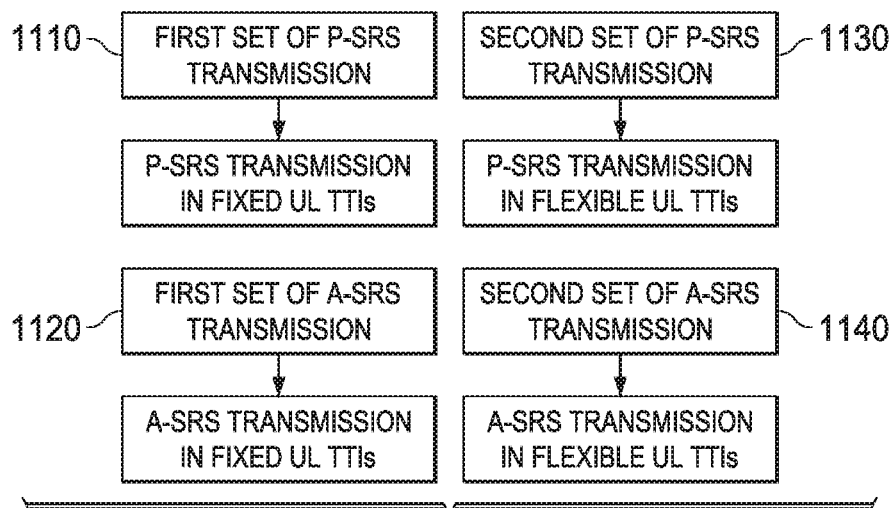 1110
FIRST SET OF P-SRS
TRANSMISSION
SECOND SET OF P-SRS
TRANSMISSION
1130
P-SRS TRANSMISSION
IN FIXED UL TTIs
P-SRS TRANSMISSION
IN FLEXIBLE UL TTIs
1120
FIRST SET OF A-SRS
TRANSMISSION
SECOND SET OF A-SRS
TRANSMISSION
1140
A-SRS TRANSMISSION
IN FIXED UL TTIs
A-SRS TRANSMISSION
IN FLEXIBLE UL TTIs